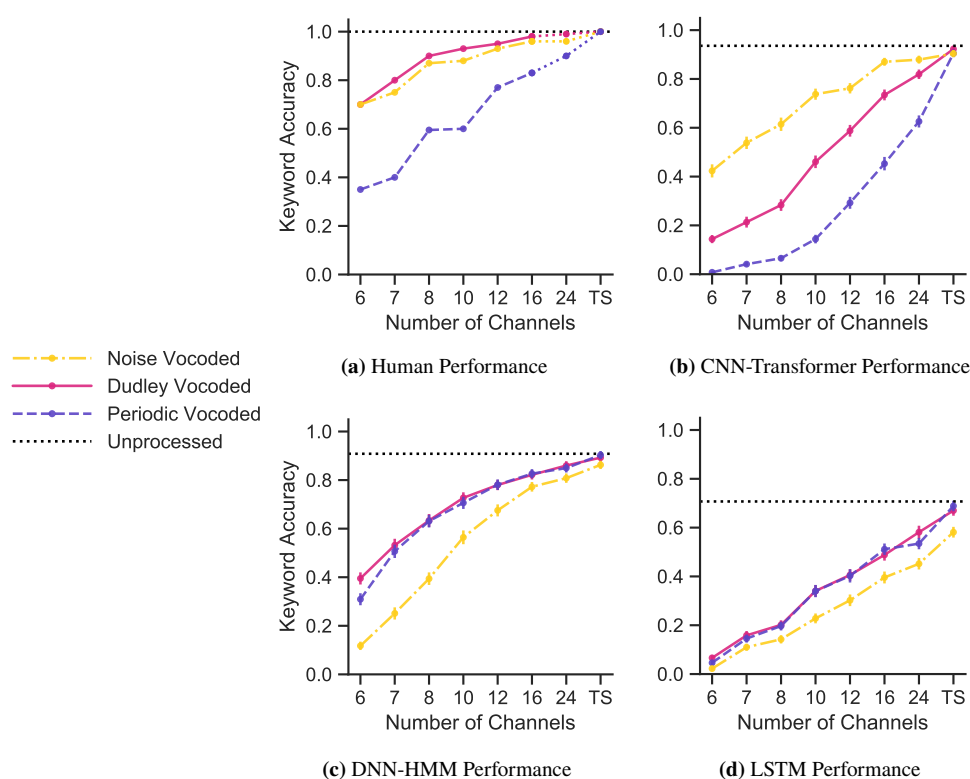 1.0
0.8
0.6
0.4
0.2
0.0
Keyword Accuracy
6 7 8 10 12 16 24 TS
Number of Channels
(a) Human Performance
1.0
0.8
0.6
0.4
0.2
0.0
6 7 8 10 12 16 24 TS
Number of Channels
(b) CNN-Transformer Performance
Noise Vocoded
Dudley Vocoded
Periodic Vocoded
Unprocessed
1.0
0.8
0.6
0.4
0.2
0.0
Keyword Accuracy
6 7 8 10 12 16 24 TS
Number of Channels
(c) DNN-HMM Performance
1.0
0.8
0.6
0.4
0.2
0.0
6 7 8 10 12 16 24 TS
Number of Channels
(d) LSTM Performance